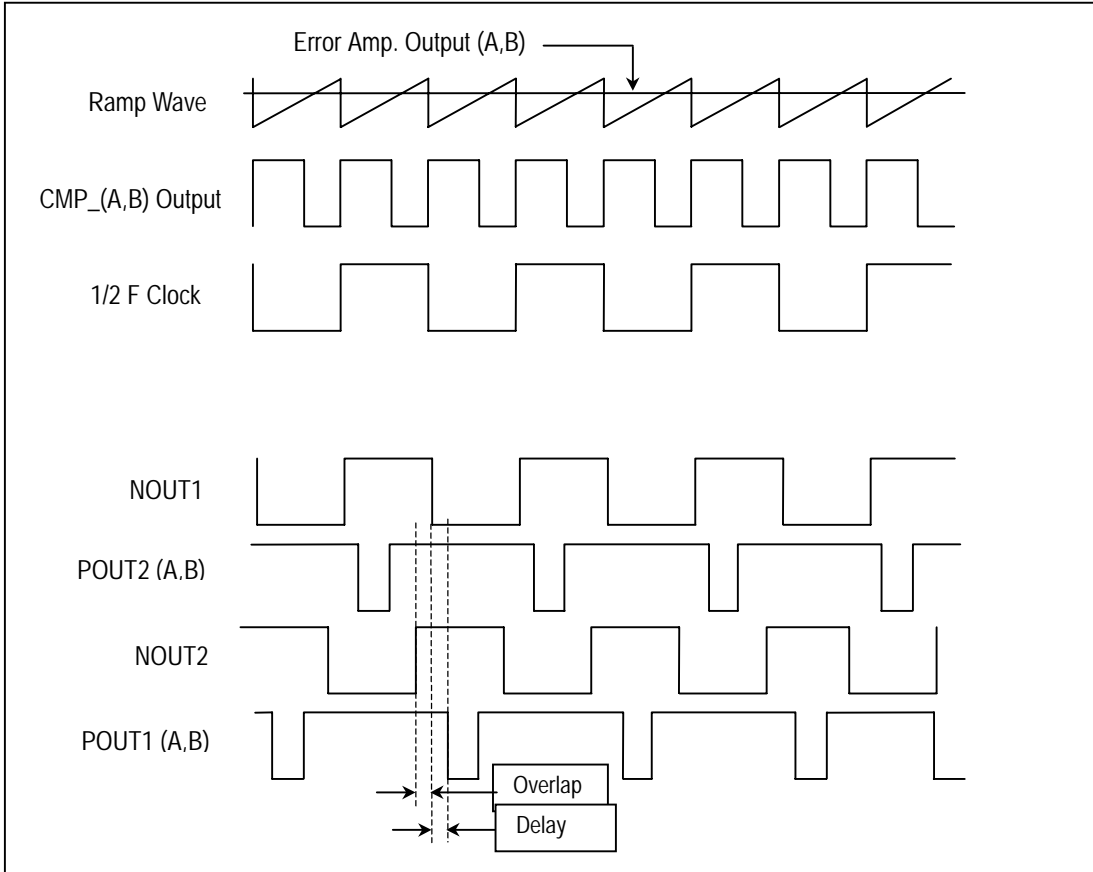 Error Amp. Output (A,B)
Ramp Wave
CMP_(A,B) Output
1/2 F Clock
NOUT1
POUT2 (A,B)
NOUT2
POUT1 (A,B)
Overlap
Delay